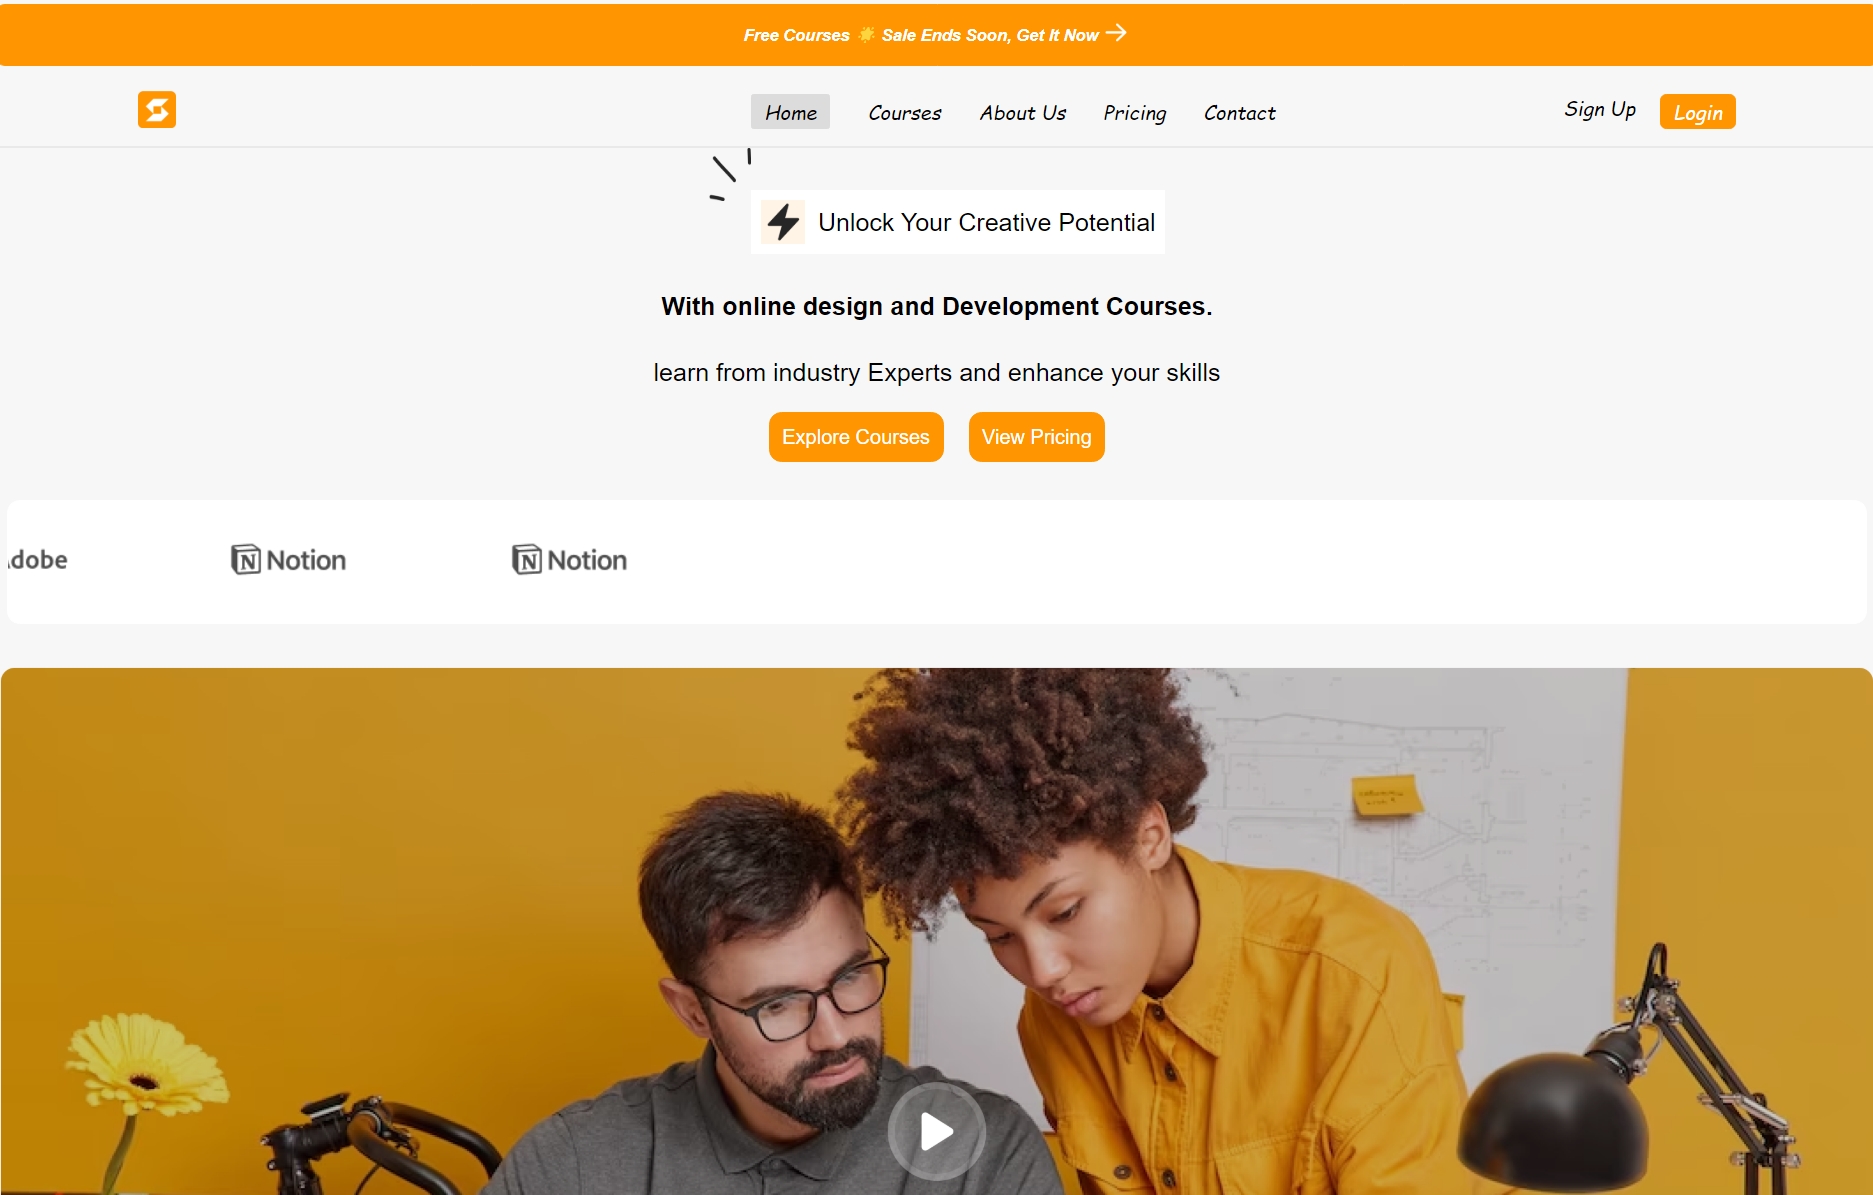 Free Courses 🌟 Sale Ends Soon, Get It Now →
Home Courses About Us Pricing Contact Sign Up Login
Unlock Your Creative Potential
With online design and Development Courses.
learn from industry Experts and enhance your skills
Explore Courses View Pricing
dobe Notion Notion